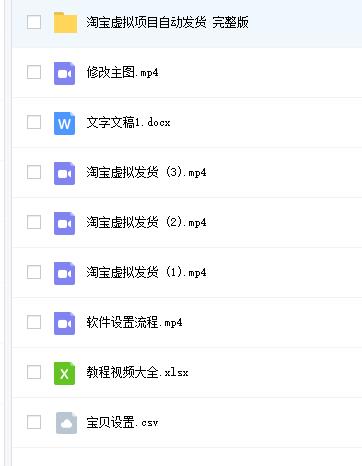 淘宝虚拟项目自动发货 完整版
修改主图.mp4
W 文字文稿1.docx
淘宝虚拟发货 (3).mp4
淘宝虚拟发货 (2).mp4
淘宝虚拟发货 (1).mp4
软件设置流程.mp4
X 教程视频大全.xlsx
宝贝设置.csv